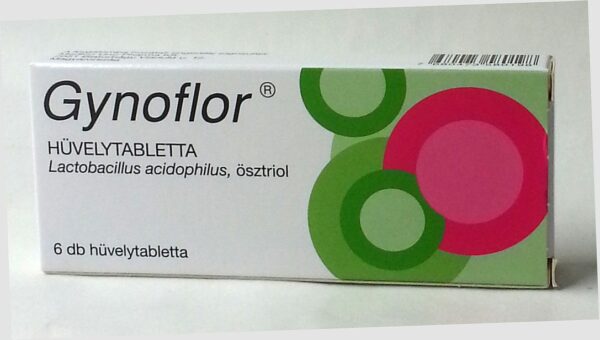 Gynoflor®
HÜVELYTABLETTA
Lactobacillus acidophilus, ösztriol
6 db hüvelytabletta